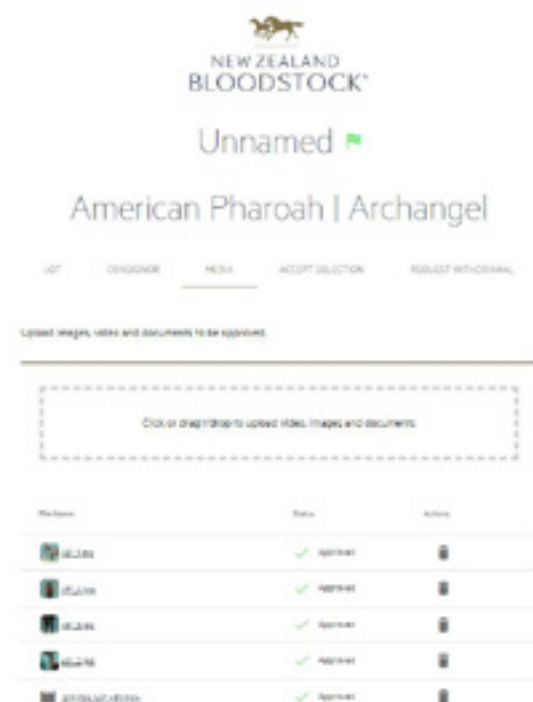 NEW ZEALAND
BLOODSTOCK®
Unnamed
American Pharoah | Archangel
LOT CONSIGNOR MEDIA ACCEPT SELECTION REQUEST WITHDRAWAL
Upload images, video and documents to be approved.
Click or drag'n'drop to upload video, images and documents
File Name Status Actions
Approved
Approved
Approved
Approved
Approved